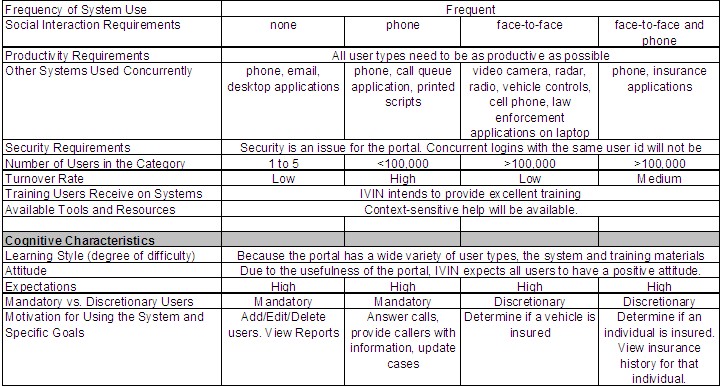 Frequency of System Use Frequent
Social Interaction Requirements none phone face-to-face face-to-face and
phone
Productivity Requirements All user types need to be as productive as possible
Other Systems Used Concurrently phone, email, phone, call queue video camera, radar, phone, insurance
desktop applications application, printed radio, vehicle controls, applications
scripts cell phone, law
enforcement
applications on laptop
Security Requirements Security is an issue for the portal. Concurrent logins with the same user id will not be
Number of Users in the Category 1 to 5 <100,000 >100,000 >100,000
Turnover Rate Low High Low Medium
Training Users Receive on Systems IVIN intends to provide excellent training
Available Tools and Resources Context-sensitive help will be available.
Cognitive Characteristics
Learning Style (degree of difficulty) Because the portal has a wide variety of user types, the system and training materials
Attitude Due to the usefulness of the portal, IVIN expects all users to have a positive attitude.
Expectations High High High High
Mandatory vs. Discretionary Users Mandatory Mandatory Discretionary Discretionary
Motivation for Using the System and Add/Edit/Delete Answer calls, Determine if a vehicle is Determine if an
Specific Goals users. View Reports provide callers with insured individual is insured.
information, update View insurance
cases history for that
individual.